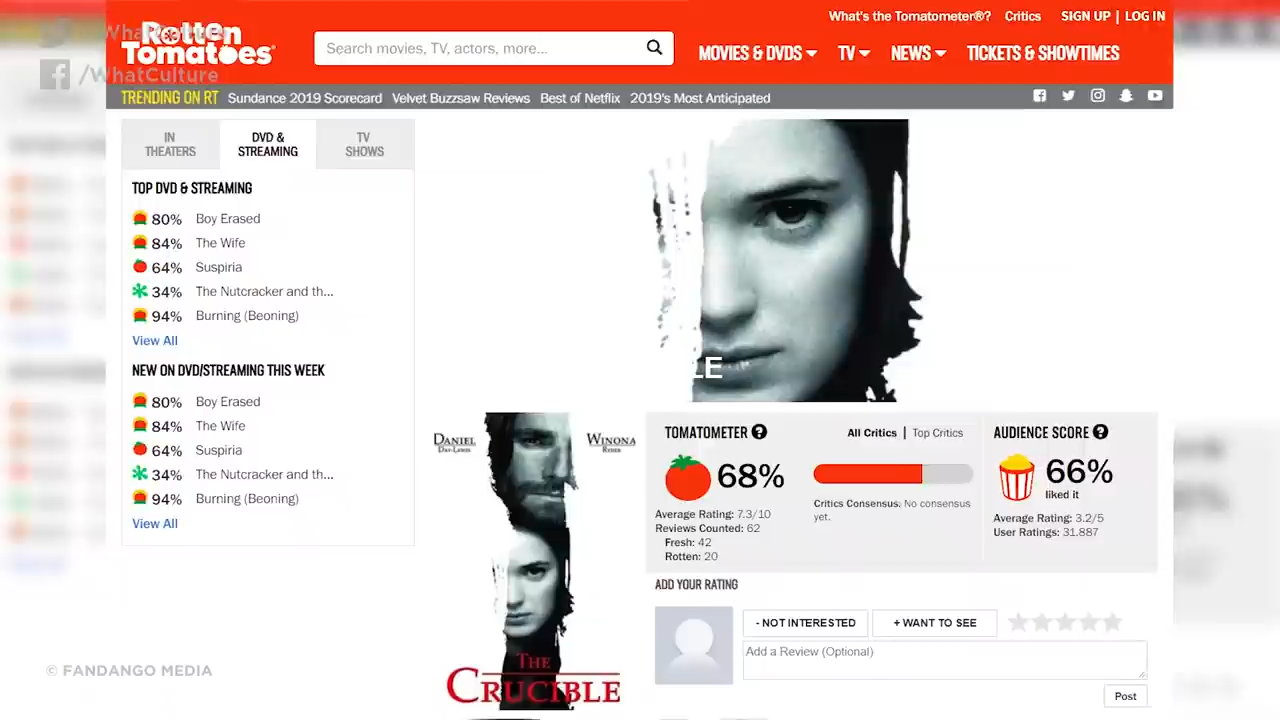 What's the Tomatometer®? Critics SIGN UP | LOG IN
@WhatCulture
Rotten
Tomatoes
Search movies, TV, actors, more...
MOVIES & DVDS TV NEWS TICKETS & SHOWTIMES
/WhatCulture
TRENDING ON RT Sundance 2019 Scorecard Velvet Buzzsaw Reviews Best of Netflix 2019's Most Anticipated
IN THEATERS
DVD & STREAMING
TV SHOWS
TOP DVD & STREAMING
80% Boy Erased
84% The Wife
64% Suspiria
34% The Nutcracker and th...
94% Burning (Beoning)
View All
NEW ON DVD/STREAMING THIS WEEK
80% Boy Erased
84% The Wife
64% Suspiria
34% The Nutcracker and th...
94% Burning (Beoning)
View All
LE
DANIEL
DAY-LEWIS
WINONA
RYDER
THE
CRUCIBLE
TOMATOMETER ?
All Critics | Top Critics
68%
Average Rating: 7.3/10
Reviews Counted: 62
Fresh: 42
Rotten: 20
Critics Consensus: No consensus
yet.
AUDIENCE SCORE ?
66%
liked it
Average Rating: 3.2/5
User Ratings: 31.887
ADD YOUR RATING
- NOT INTERESTED
+ WANT TO SEE
Add a Review (Optional)
Post
© FANDANGO MEDIA